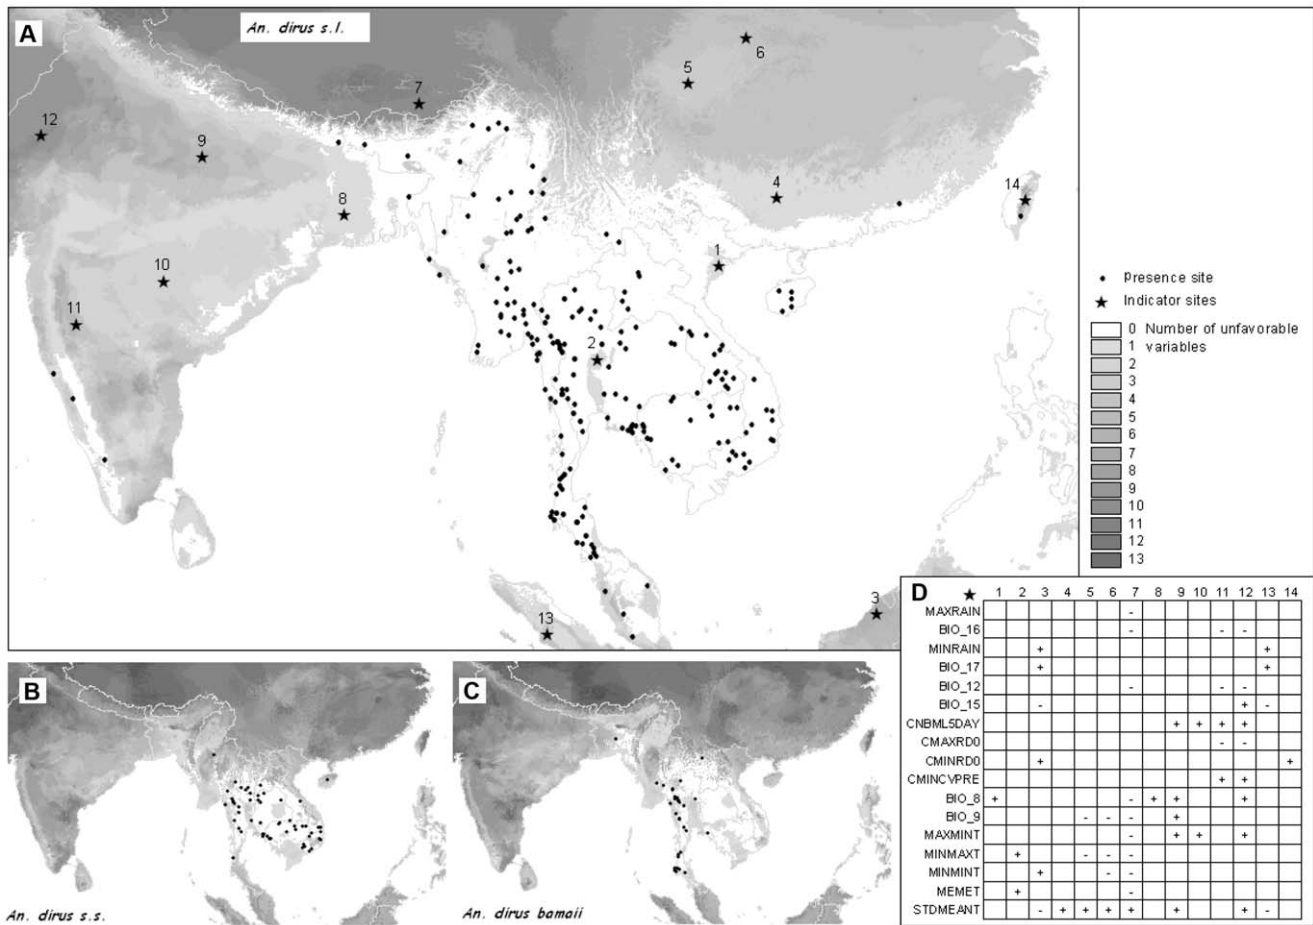 A
An. dirus s.l.
6
5
7
12
9
4
14
8
1
10
11
2
3
13
Presence site
Indicator sites
0 Number of unfavorable
1 variables
2
3
4
5
6
7
8
9
10
11
12
13
B
An. dirus s.s.
C
An. dirus bamaii
D 1 2 3 4 5 6 7 8 9 10 11 12 13 14
MAXRAIN -
BIO_16 - - -
MINRAIN + +
BIO_17 + +
BIO_12 - - -
BIO_15 - + -
CNBML5DAY + + + +
CMAXRD0 - -
CMINRD0 + +
CMINCVPRE + +
BIO_8 + - + + +
BIO_9 - - - +
MAXMINT - + + +
MINMAXT + - - -
MINMINT + - -
MEMET + -
STDMEANT - + + + + + + -